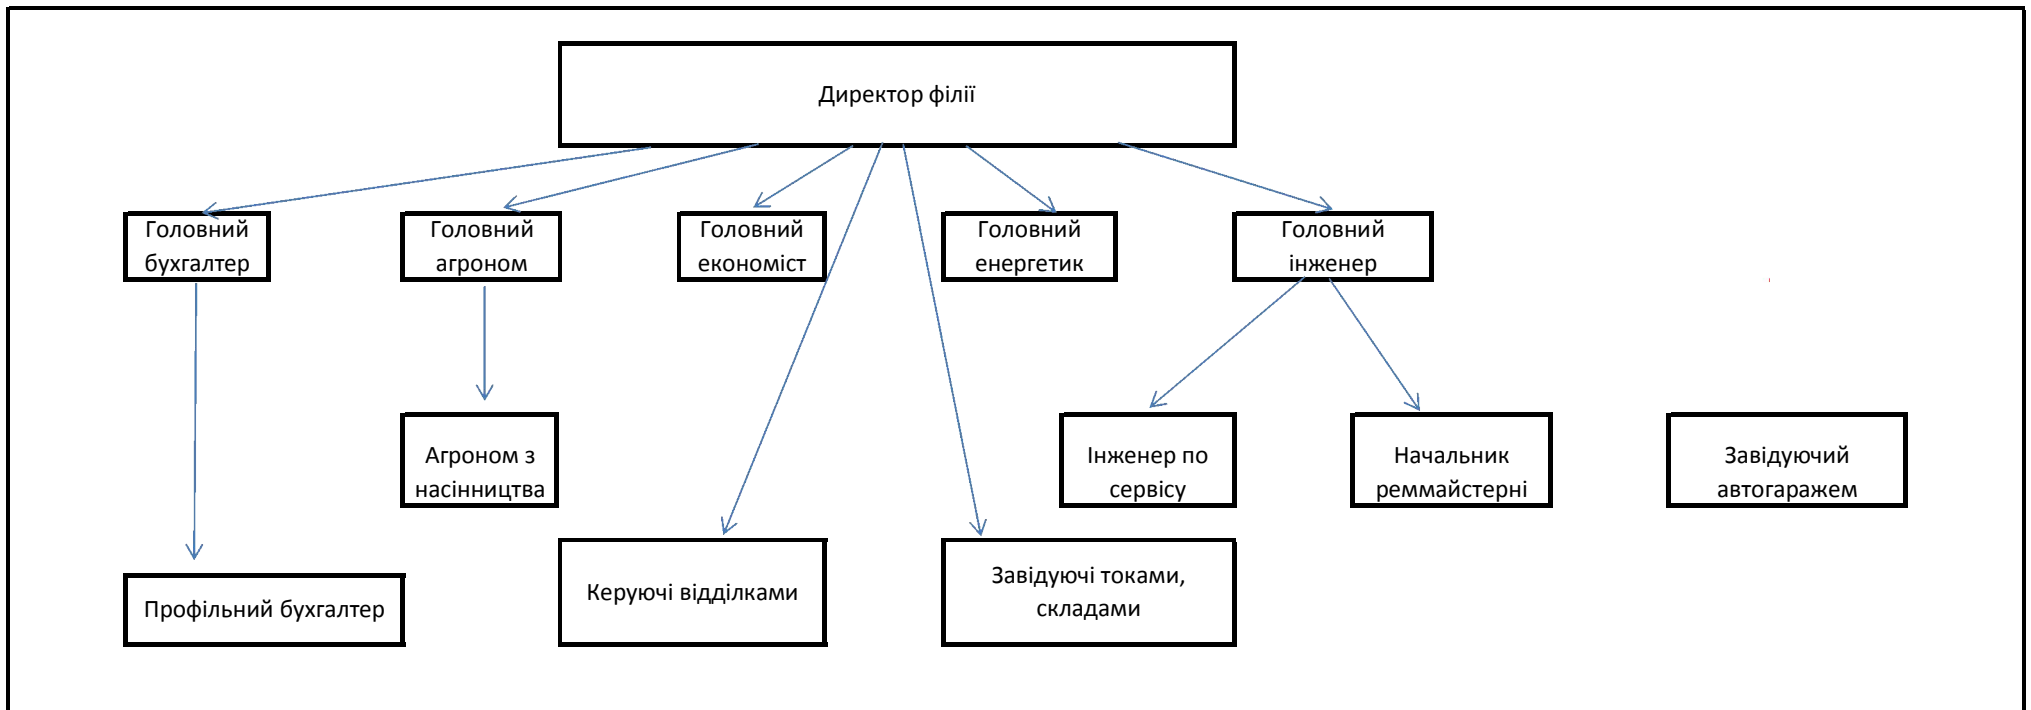 Директор філії
Головний
бухгалтер
Головний
агроном
Головний
економіст
Головний
енергетик
Головний
інженер
Агроном з
насінництва
Інженер по
сервісу
Начальник
реммайстерні
Завідуючий
автогаражем
Профільний бухгалтер
Керуючі відділками
Завідуючі токами,
складами